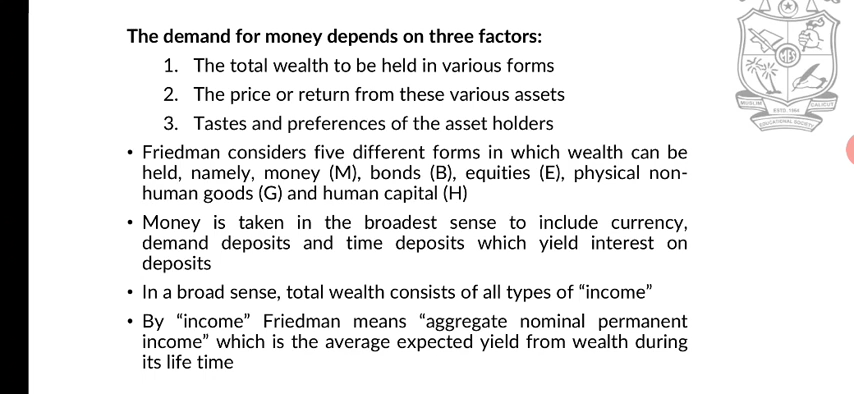 The demand for money depends on three factors:
1. The total wealth to be held in various forms
2. The price or return from these various assets
3. Tastes and preferences of the asset holders
• Friedman considers five different forms in which wealth can be
held, namely, money (M), bonds (B), equities (E), physical non-
human goods (G) and human capital (H)
• Money is taken in the broadest sense to include currency,
demand deposits and time deposits which yield interest on
deposits
• In a broad sense, total wealth consists of all types of “income”
• By “income” Friedman means “aggregate nominal permanent
income” which is the average expected yield from wealth during
its life time
MES
MUSLIM
ESTD. 1964
CALICUT
EDUCATIONAL SOCIETY